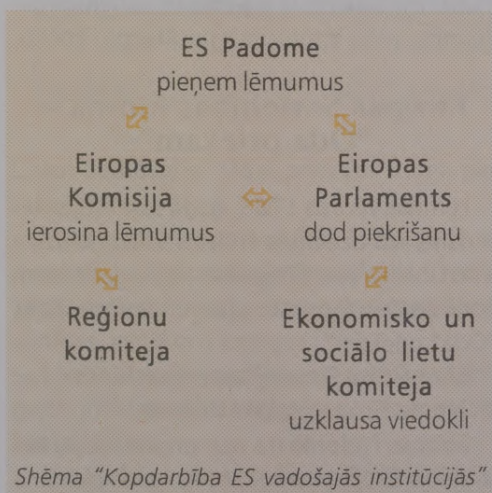 ES Padome
pieņem lēmumus
Eiropas
Komisija
ierosina lēmumus
Eiropas
Parlaments
dod piekrišanu
Reģionu
komiteja
Ekonomisko un
sociālo lietu
komiteja
uzklausa viedokli
Shēma "Kopdarbība ES vadošajās institūcijās"